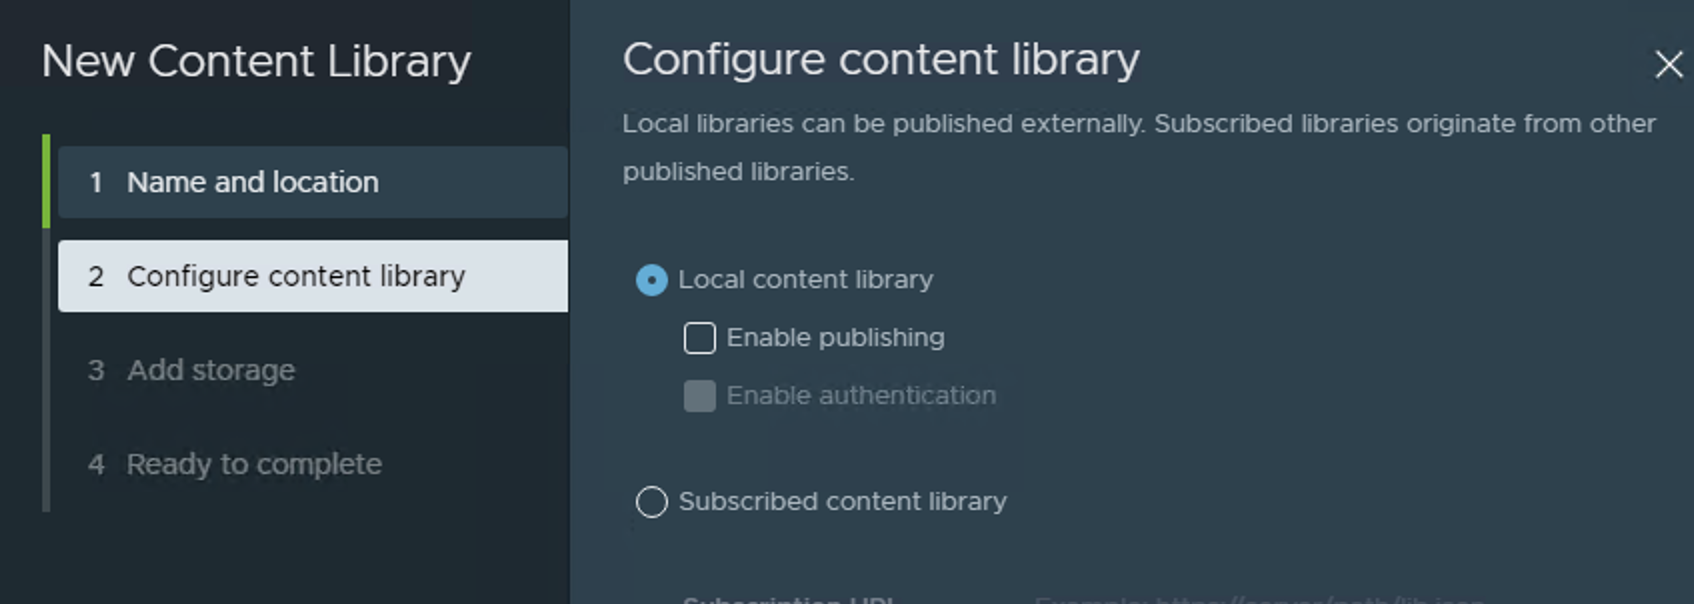 New Content Library
1 Name and location
2 Configure content library
3 Add storage
4 Ready to complete
Configure content library
Local libraries can be published externally. Subscribed libraries originate from other
published libraries.
Local content library
Enable publishing
Enable authentication
Subscribed content library